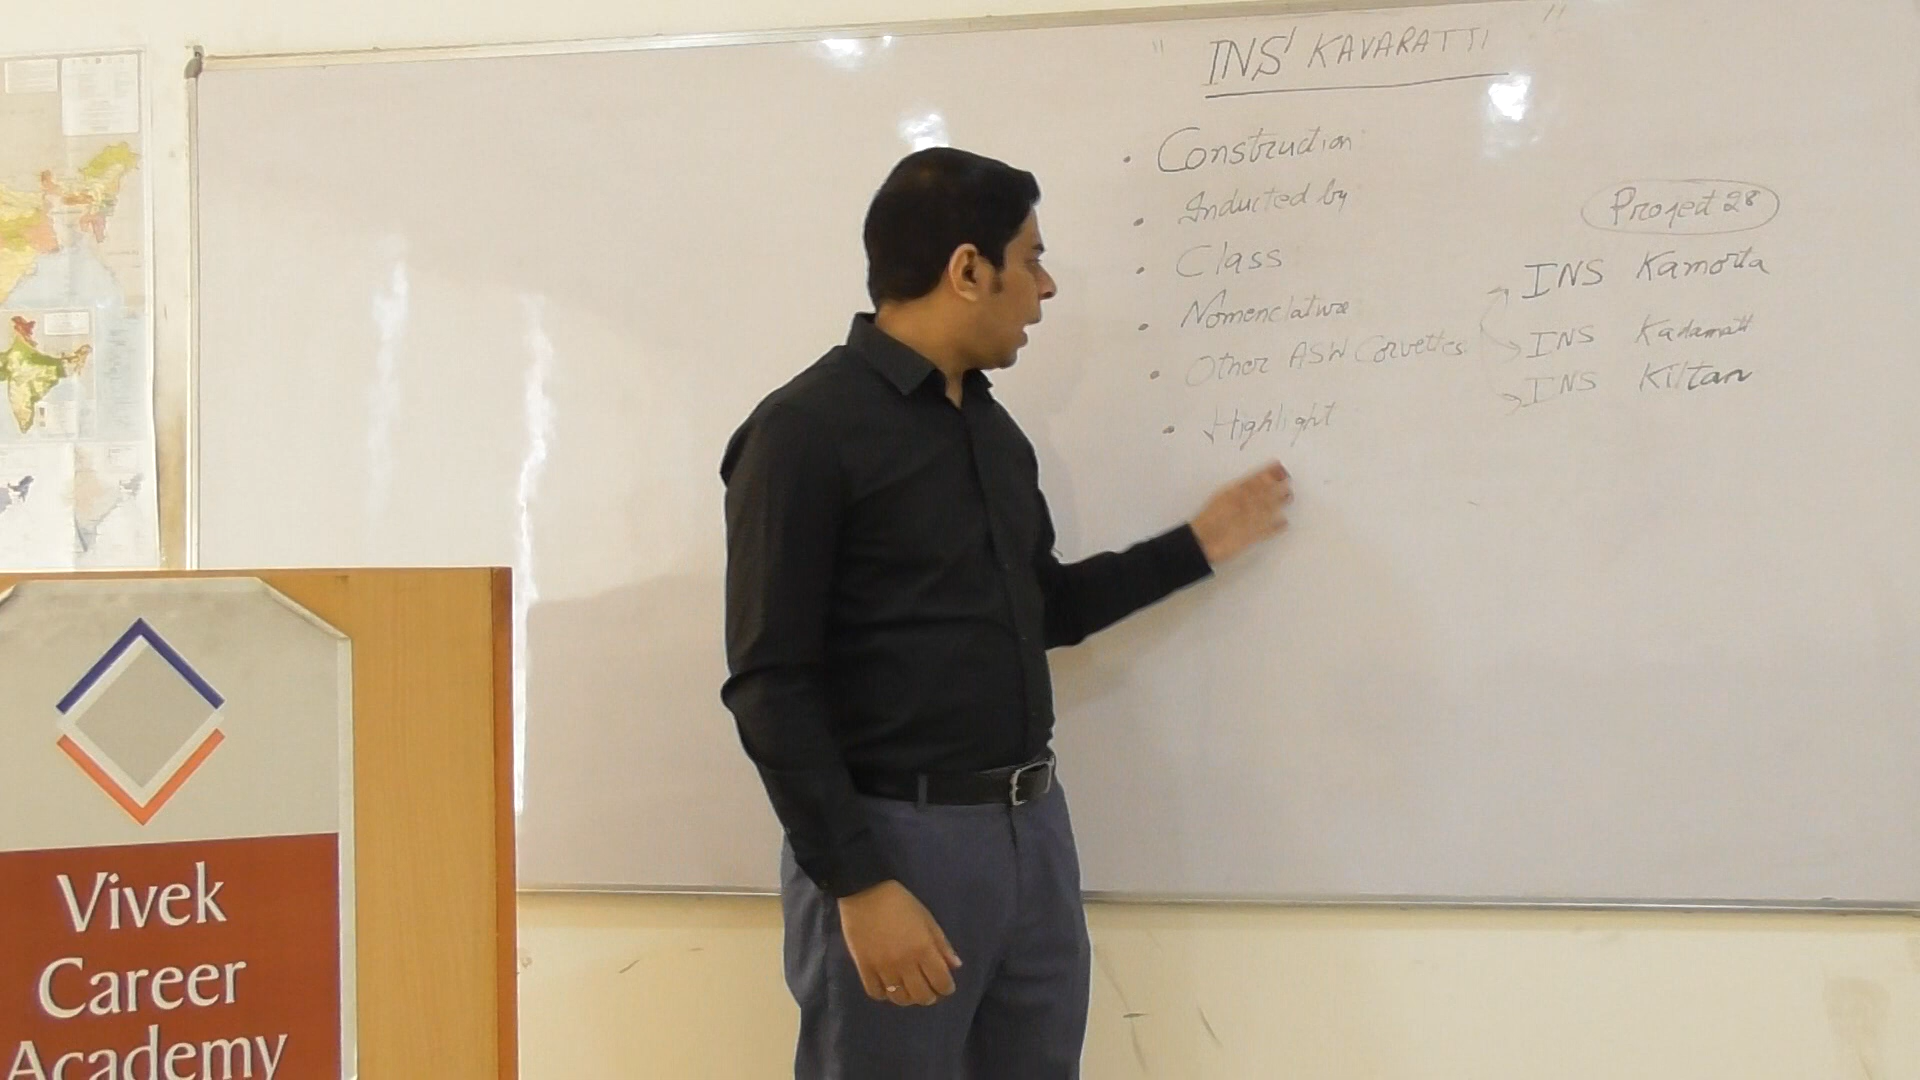 "INS KAVARATTI"
• Construction
• Inducted by
• Class
• Nomenclature
• Other ASW Corvettes
• Highlight
Project 28
INS Kamorta
INS Kadamatt
INS Kiltan
Vivek
Career
Academy